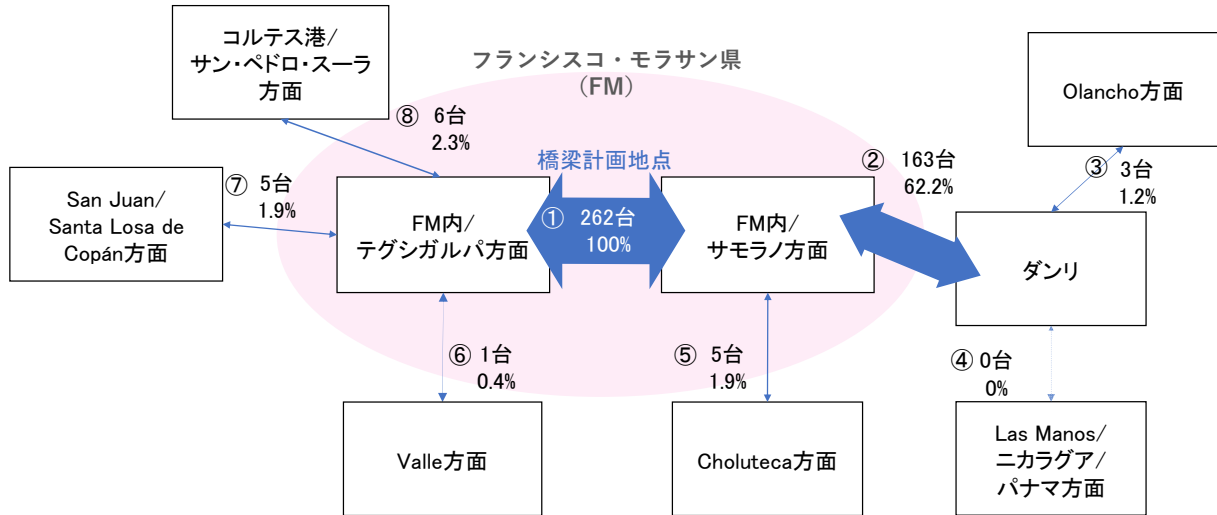 コルテス港/
サン・ペドロ・スーラ
方面
フランシスコ・モラサン県
（FM）
Olancho方面
⑧ 6台
2.3%
橋梁計画地点
② 163台
62.2%
③ 3台
1.2%
⑦ 5台
1.9%
San Juan/
Santa Losa de
Copán方面
FM内/
テグシガルパ方面
① 262台
100%
FM内/
サモラノ方面
ダンリ
⑥ 1台
0.4%
⑤ 5台
1.9%
④ 0台
0%
Valle方面
Choluteca方面
Las Manos/
ニカラグア/
パナマ方面